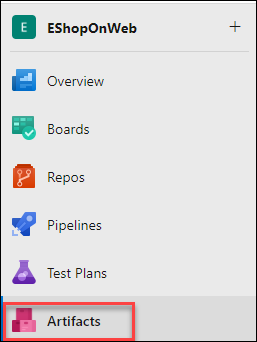 E EShopOnWeb +
Overview
Boards
Repos
Pipelines
Test Plans
Artifacts